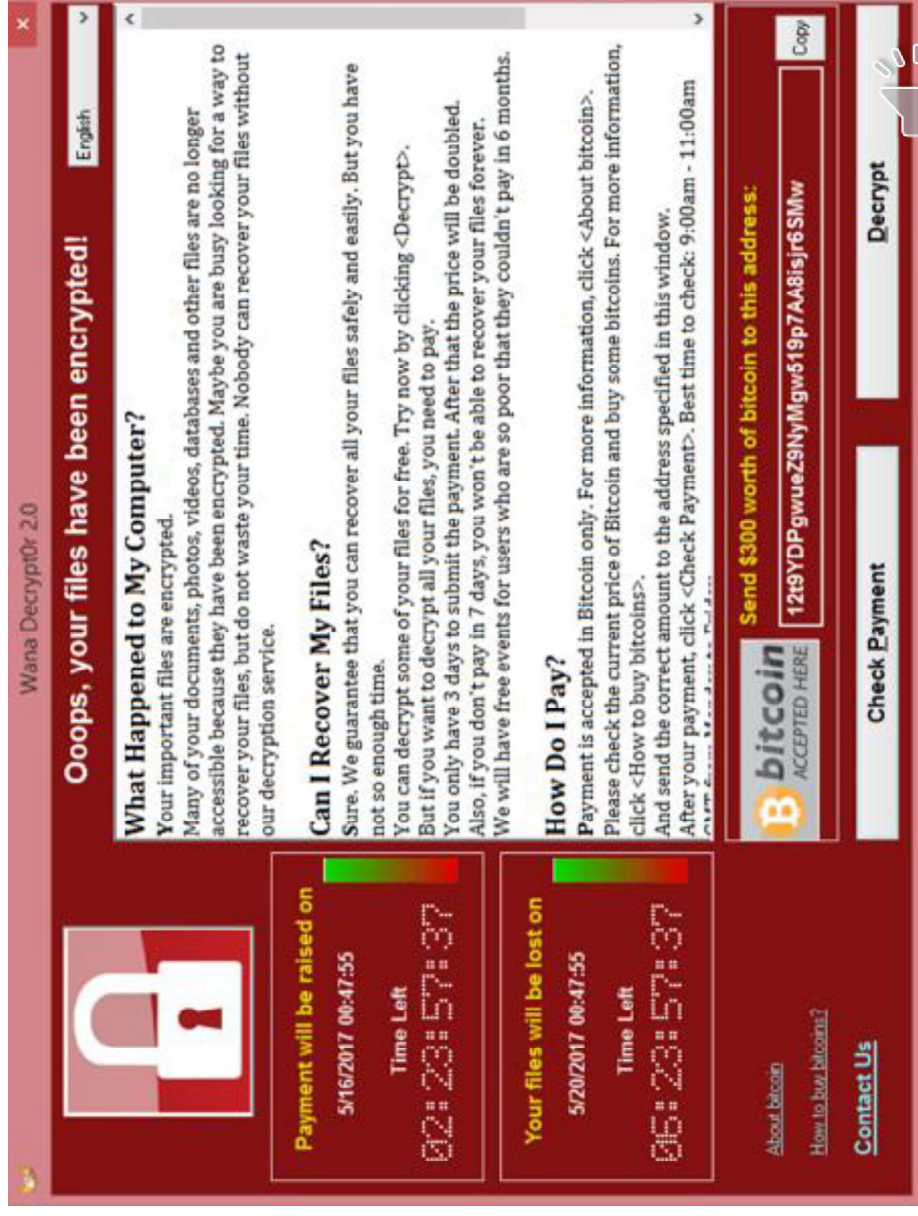 Wana Decrypt0r 2.0
Ooops, your files have been encrypted!
English
What Happened to My Computer?
Your important files are encrypted.
Many of your documents, photos, videos, databases and other files are no longer
accessible because they have been encrypted. Maybe you are busy looking for a way to
recover your files, but do not waste your time. Nobody can recover your files without
our decryption service.
Can I Recover My Files?
Sure. We guarantee that you can recover all your files safely and easily. But you have
not so enough time.
You can decrypt some of your files for free. Try now by clicking <Decrypt>.
But if you want to decrypt all your files, you need to pay.
You only have 3 days to submit the payment. After that the price will be doubled.
Also, if you don't pay in 7 days, you won't be able to recover your files forever.
We will have free events for users who are so poor that they couldn't pay in 6 months.
How Do I Pay?
Payment is accepted in Bitcoin only. For more information, click <About bitcoin>.
Please check the current price of Bitcoin and buy some bitcoins. For more information,
click <How to buy bitcoins>.
And send the correct amount to the address specified in this window.
After your payment, click <Check Payment>. Best time to check: 9:00am - 11:00am
Payment will be raised on
5/16/2017 00:47:55
Time Left
02:23:57:37
Your files will be lost on
5/20/2017 00:47:55
Time Left
06:23:57:37
About bitcoin
How to buy bitcoins?
Contact Us
bitcoin
ACCEPTED HERE
Send $300 worth of bitcoin to this address:
12t9YDPgwueZ9NyMgw519p7AA8isjr6SMw
Copy
Check Payment
Decrypt